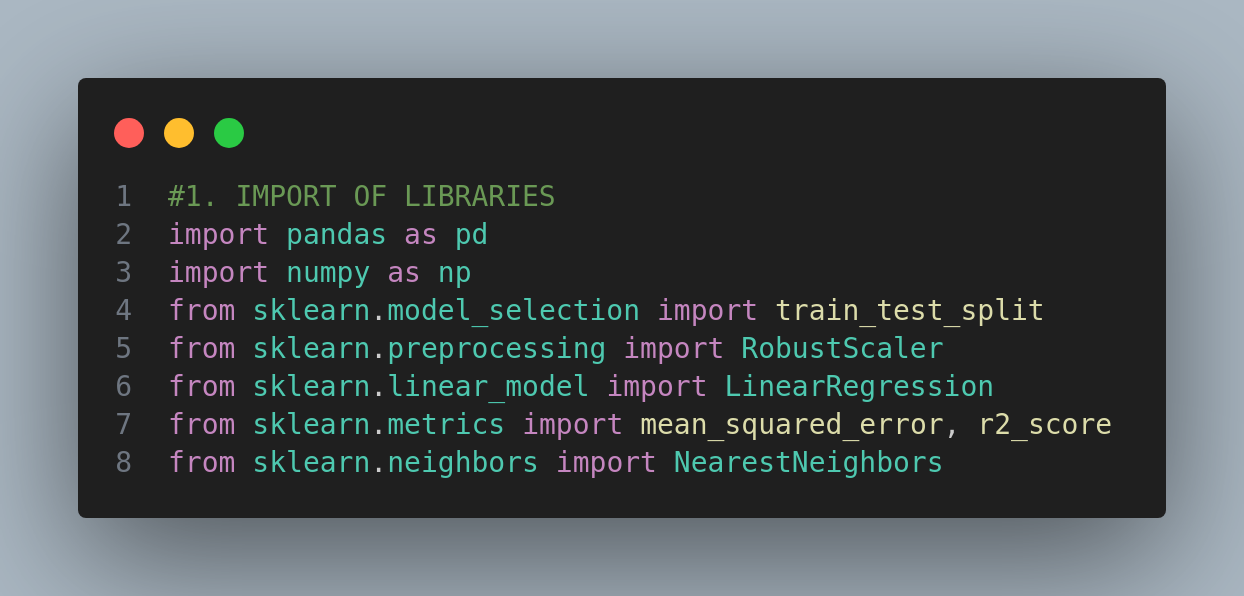 1 #1. IMPORT OF LIBRARIES
2 import pandas as pd
3 import numpy as np
4 from sklearn.model_selection import train_test_split
5 from sklearn.preprocessing import RobustScaler
6 from sklearn.linear_model import LinearRegression
7 from sklearn.metrics import mean_squared_error, r2_score
8 from sklearn.neighbors import NearestNeighbors